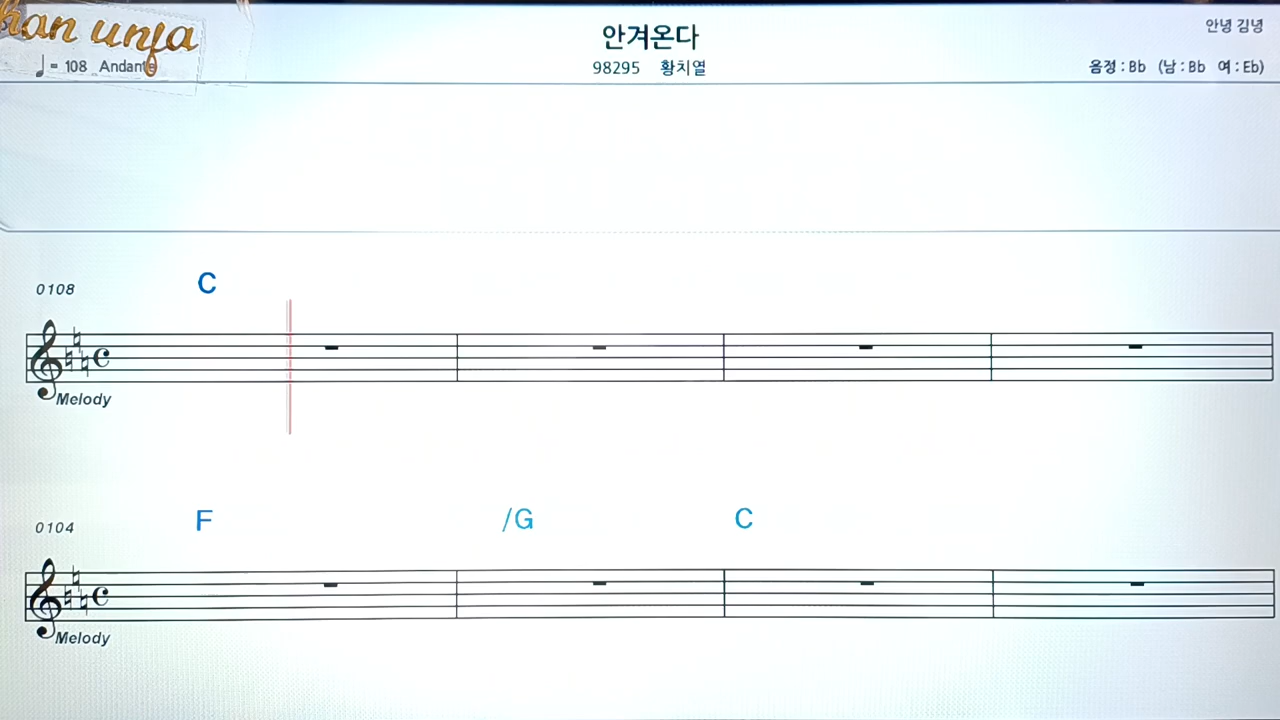 han unja
안겨온다
안녕 김녕
♩= 108 Andante
98295 황치열
음정 : Bb (남 : Bb 여 : Eb)
0108
C
Melody
0104
F /G C
Melody